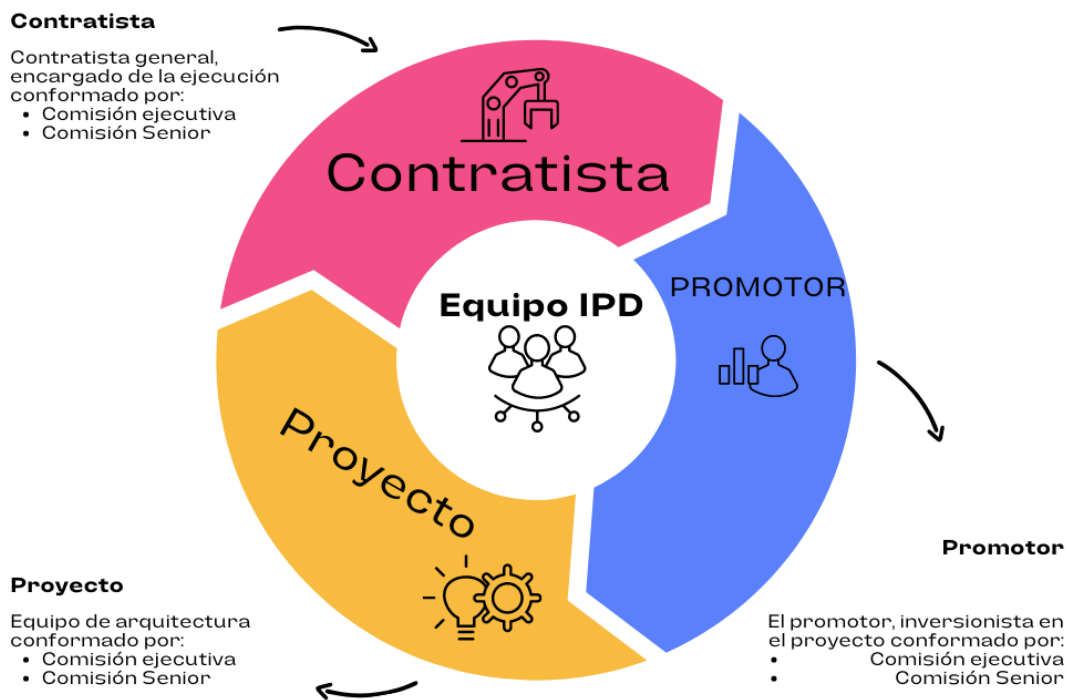 Contratista
Contratista general,
encargado de la ejecución
conformado por:
• Comisión ejecutiva
• Comisión Senior
Contratista
PROMOTOR
Equipo IPD
Proyecto
Promotor
El promotor, inversionista en
el proyecto conformado por:
• Comisión ejecutiva
• Comisión Senior
Proyecto
Equipo de arquitectura
conformado por:
• Comisión ejecutiva
• Comisión Senior